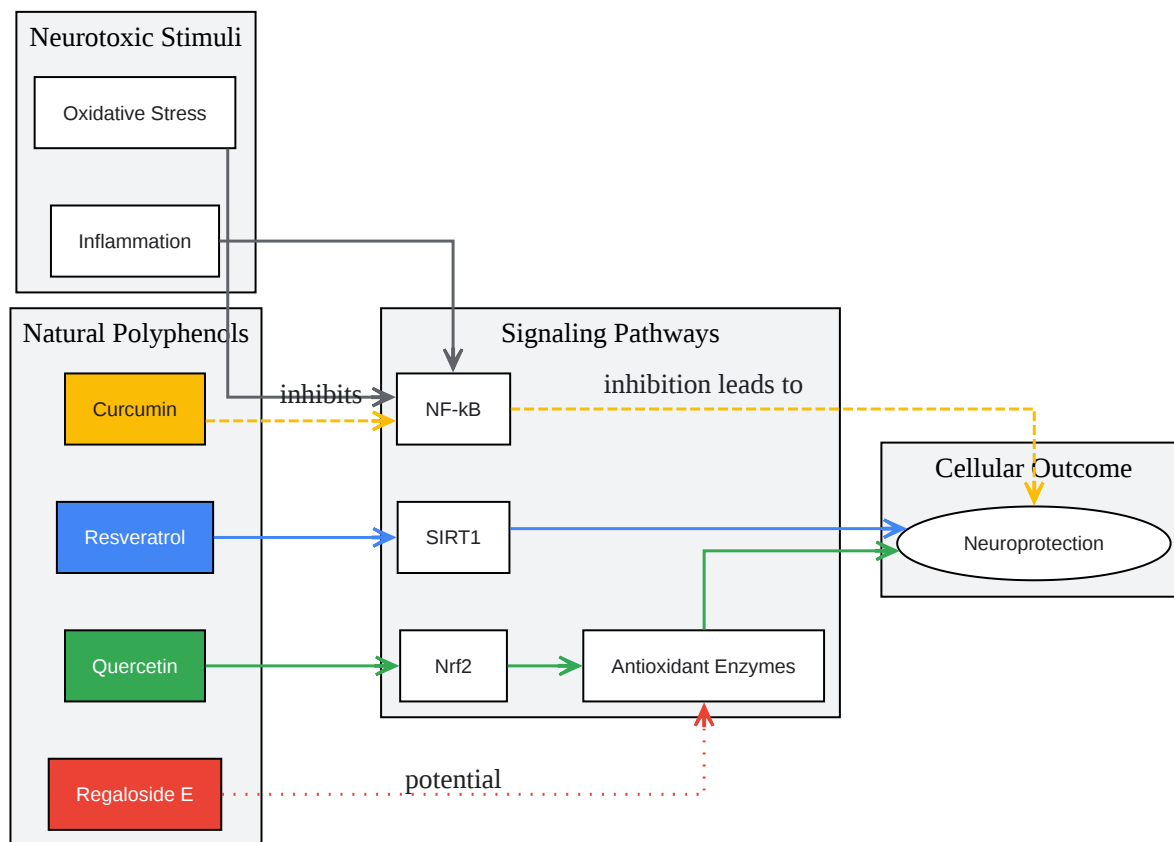 Neurotoxic Stimuli
Oxidative Stress
Inflammation
Natural Polyphenols
Signaling Pathways
Curcumin
inhibits
NF-kB
inhibition leads to
Cellular Outcome
Resveratrol
SIRT1
Neuroprotection
Quercetin
Nrf2
Antioxidant Enzymes
Regaloside E
potential